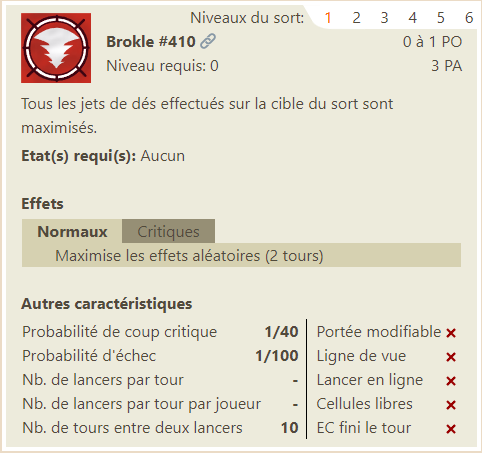 Niveaux du sort: 1 2 3 4 5 6
Brokle #410 0 à 1 PO
Niveau requis: 0 3 PA
Tous les jets de dés effectués sur la cible du sort sont
maximisés.
Etat(s) requi(s): Aucun
Effets
Normaux Critiques
Maximise les effets aléatoires (2 tours)
Autres caractéristiques
Probabilité de coup critique 1/40 Portée modifiable
Probabilité d'échec 1/100 Ligne de vue
Nb. de lancers par tour - Lancer en ligne
Nb. de lancers par tour par joueur - Cellules libres
Nb. de tours entre deux lancers 10 EC fini le tour